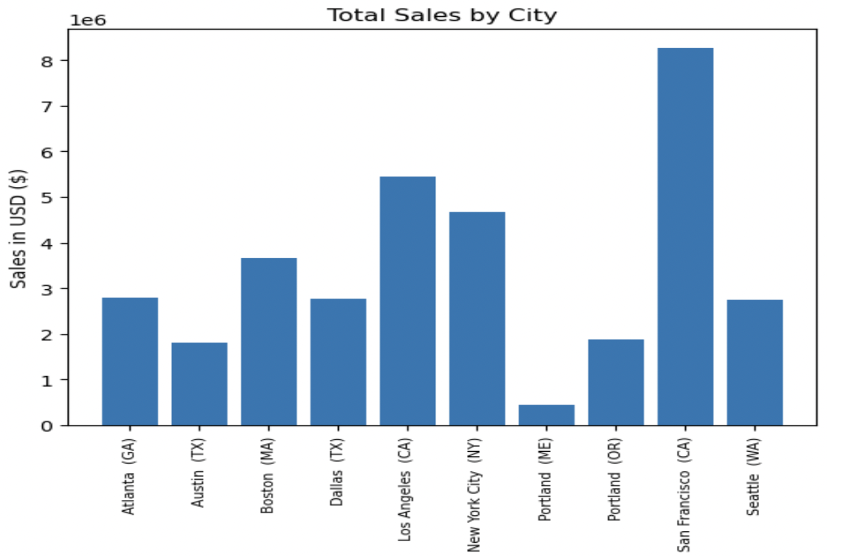 Total Sales by City
1e6
Sales in USD ($)
8
7
6
5
4
3
2
1
0
Atlanta (GA)
Austin (TX)
Boston (MA)
Dallas (TX)
Los Angeles (CA)
New York City (NY)
Portland (ME)
Portland (OR)
San Francisco (CA)
Seattle (WA)